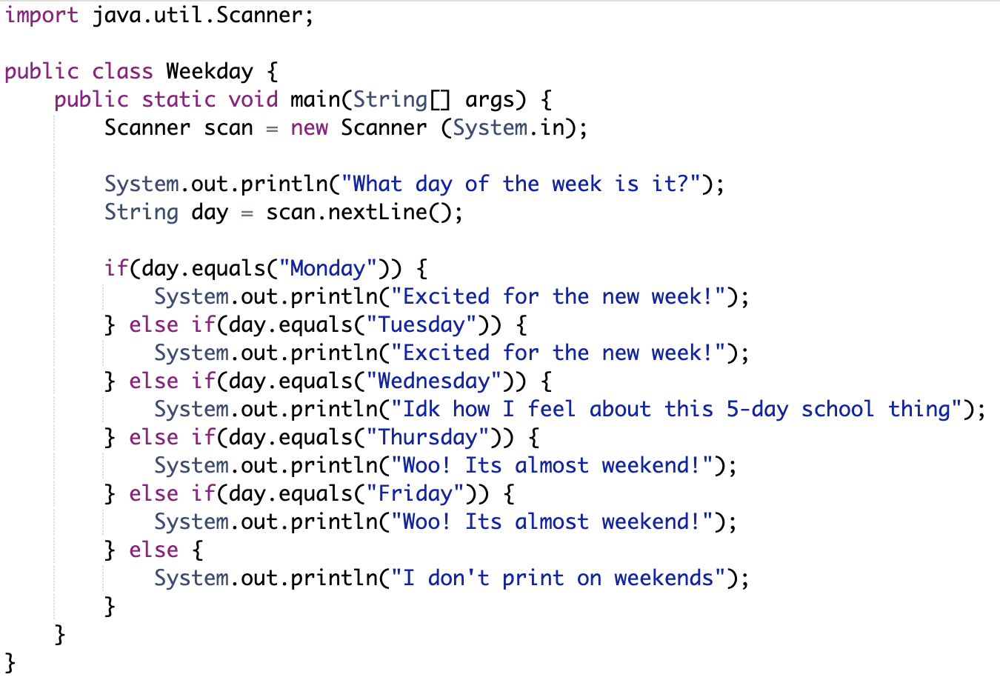 import java.util.Scanner;

public class Weekday {
    public static void main(String[] args) {
        Scanner scan = new Scanner (System.in);

        System.out.println("What day of the week is it?");
        String day = scan.nextLine();

        if(day.equals("Monday")) {
            System.out.println("Excited for the new week!");
        } else if(day.equals("Tuesday")) {
            System.out.println("Excited for the new week!");
        } else if(day.equals("Wednesday")) {
            System.out.println("Idk how I feel about this 5-day school thing");
        } else if(day.equals("Thursday")) {
            System.out.println("Woo! Its almost weekend!");
        } else if(day.equals("Friday")) {
            System.out.println("Woo! Its almost weekend!");
        } else {
            System.out.println("I don't print on weekends");
        }
    }
}